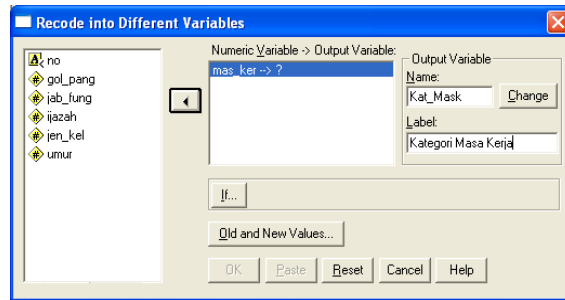 Recode into Different Variables
no
gol_pang
jab_fung
ijazah
jen_kel
umur
Numeric Variable -> Output Variable:
mas_ker --> ?
Output Variable
Name:
Kat_Mask
Change
Label:
Kategori Masa Kerja
If...
Old and New Values...
OK
Paste
Reset
Cancel
Help